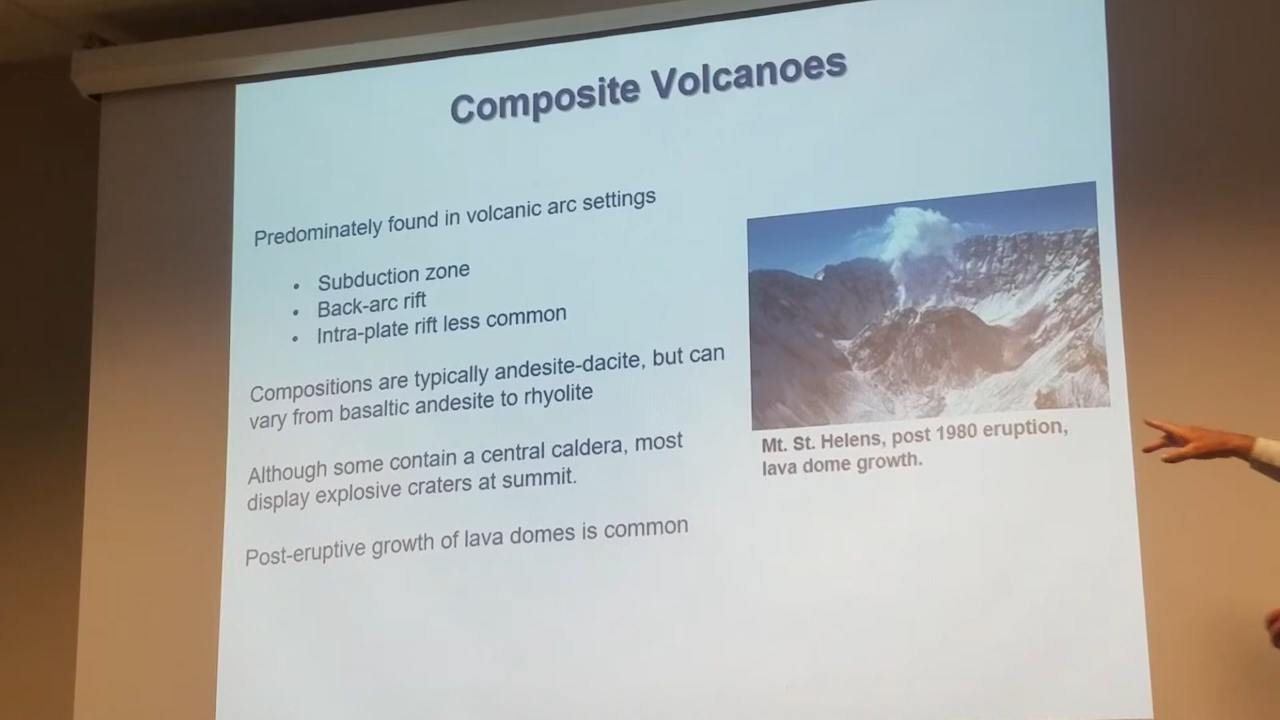 Composite Volcanoes
Predominately found in volcanic arc settings
• Subduction zone
• Back-arc rift
• Intra-plate rift less common
Compositions are typically andesite-dacite, but can
vary from basaltic andesite to rhyolite
Although some contain a central caldera, most
display explosive craters at summit.
Post-eruptive growth of lava domes is common
Mt. St. Helens, post 1980 eruption,
lava dome growth.